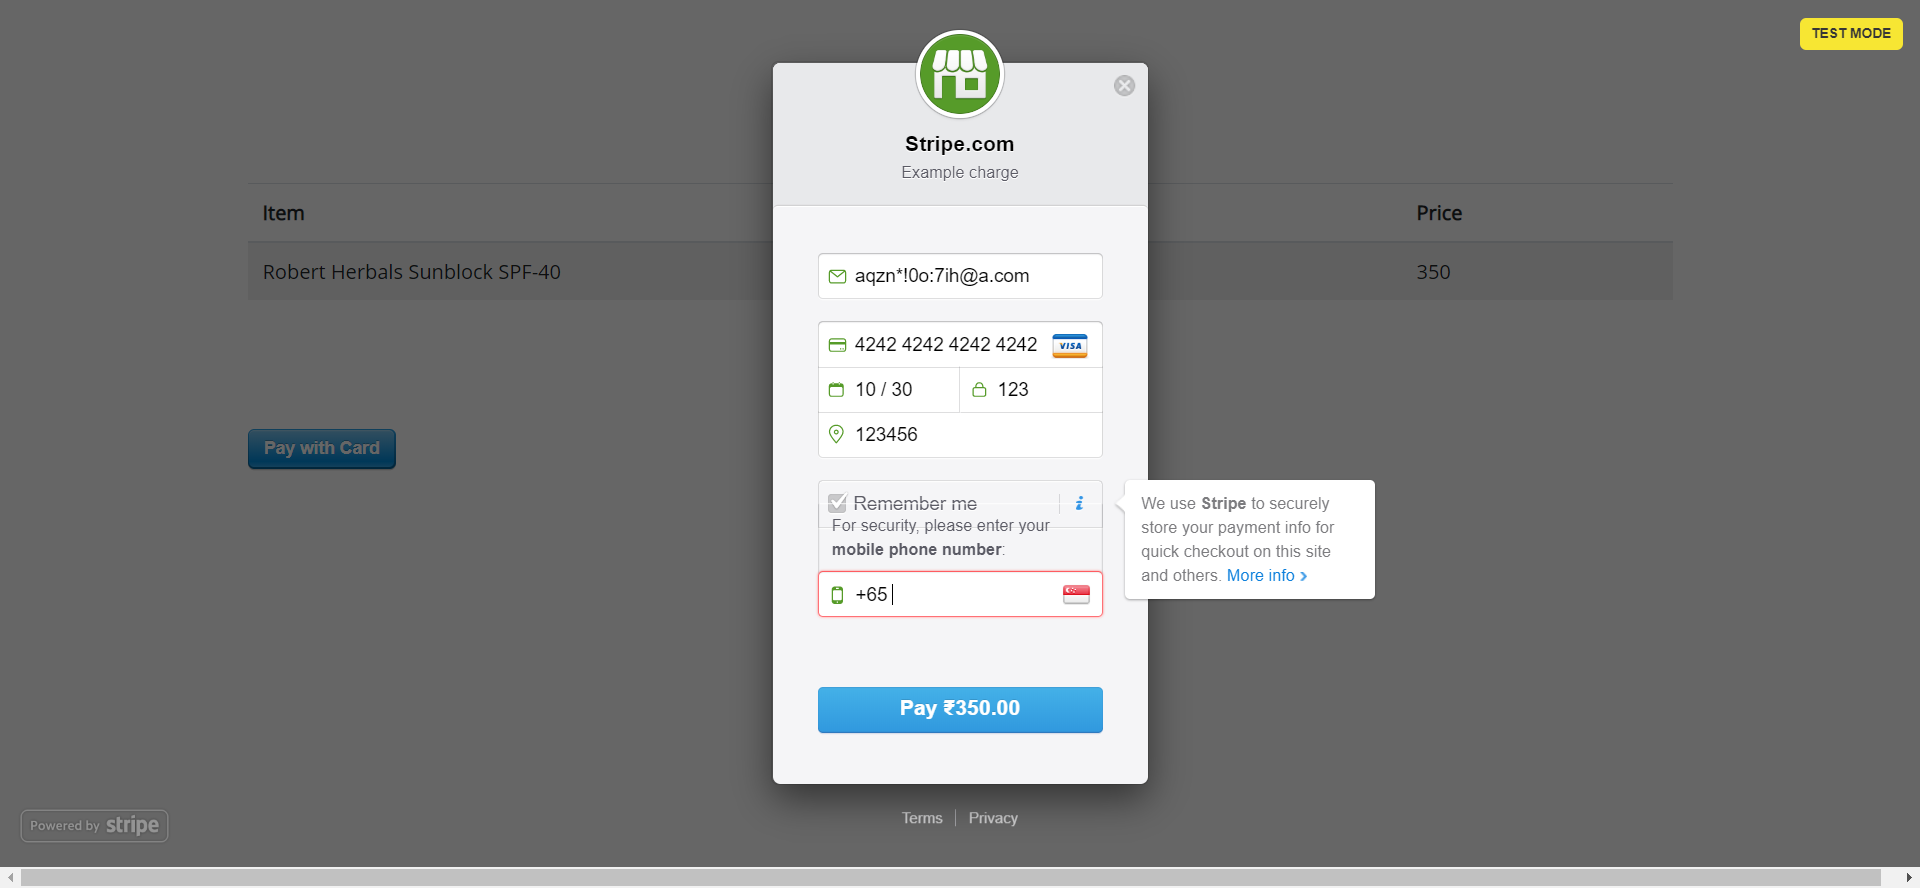 TEST MODE
Stripe.com
Example charge
Item
Price
Robert Herbals Sunblock SPF-40
350
aqzn*!0o:7ih@a.com
4242 4242 4242 4242
VISA
10 / 30
123
123456
Pay with Card
Remember me
i
For security, please enter your
mobile phone number:
+65
We use Stripe to securely
store your payment info for
quick checkout on this site
and others. More info
Pay ₹350.00
Powered by stripe
Terms
Privacy